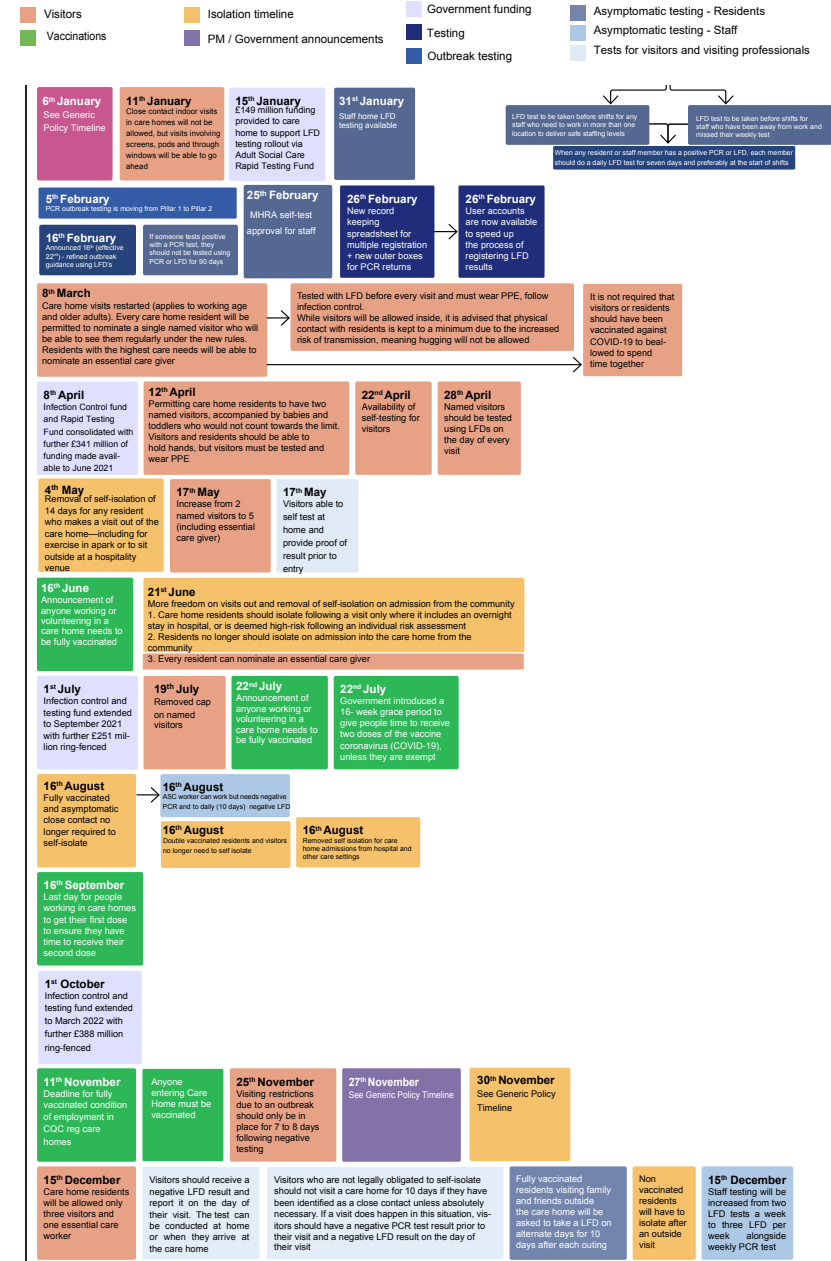 Visitors
Vaccinations
Isolation timeline
PM / Government announcements
Government funding
Testing
Outbreak testing
Asymptomatic testing - Residents
Asymptomatic testing - Staff
Tests for visitors and visiting professionals
6th January
See Generic
Policy Timeline
11th January
Close contact indoor visits
in care homes will not be
allowed, but visits involving
screens, pods and through
windows will be able to go
ahead
15th January
£149 million funding
provided to care
home to support LFD
testing rollout via
Adult Social Care
Rapid Testing Fund
31st January
Staff home LFD
testing available
LFD test to be taken before shifts for any
staff who need to work in more than one
location to deliver safe staffing levels
LFD test to be taken before shifts for
staff who have been away from work and
missed their weekly test
When any resident or staff member has a positive PCR or LFD, each member
should do a daily LFD test for seven days and preferably at the start of shifts
5th February
PCR outbreak testing is moving from Pillar 1 to Pillar 2
16th February
Announced 16th (effective
22nd) - refined outbreak
guidance using LFD's
If someone tests positive
with a PCR test, they
should not be tested using
PCR or LFD for 90 days
25th February
MHRA self-test
approval for staff
26th February
New record
keeping
spreadsheet for
multiple registration
+ new outer boxes
for PCR returns
26th February
User accounts
are now available
to speed up
the process of
registering LFD
results
8th March
Care home visits restarted (applies to working age
and older adults). Every care home resident will be
permitted to nominate a single named visitor who will
be able to see them regularly under the new rules.
Residents with the highest care needs will be able to
nominate an essential care giver
Tested with LFD before every visit and must wear PPE, follow
infection control.
While visitors will be allowed inside, it is advised that physical
contact with residents is kept to a minimum due to the increased
risk of transmission, meaning hugging will not be allowed
It is not required that
visitors or residents
should have been
vaccinated against
COVID-19 to beal-
lowed to spend
time together
8th April
Infection Control fund
and Rapid Testing
Fund consolidated with
further £341 million of
funding made avail-
able to June 2021
12th April
Permitting care home residents to have two
named visitors, accompanied by babies and
toddlers who would not count towards the limit.
Visitors and residents should be able to
hold hands, but visitors must be tested and
wear PPE
22nd April
Availability of
self-testing for
visitors
28th April
Named visitors
should be tested
using LFDs on
the day of every
visit
4th May
Removal of self-isolation of
14 days for any resident
who makes a visit out of the
care home—including for
exercise in apark or to sit
outside at a hospitality
venue
17th May
Increase from 2
named visitors to 5
(including essential
care giver)
17th May
Visitors able to
self test at
home and
provide proof of
result prior to
entry
16th June
Announcement of
anyone working or
volunteering in a
care home needs to
be fully vaccinated
21st June
More freedom on visits out and removal of self-isolation on admission from the community
1. Care home residents should isolate following a visit only where it includes an overnight
stay in hospital, or is deemed high-risk following an individual risk assessment
2. Residents no longer should isolate on admission into the care home from the
community
3. Every resident can nominate an essential care giver
1st July
Infection control and
testing fund extended
to September 2021
with further £251 mil-
lion ring-fenced
19th July
Removed cap
on named
visitors
22nd July
Announcement of
anyone working or
volunteering in a
care home needs to
be fully vaccinated
22nd July
Government introduced a
16- week grace period to
give people time to receive
two doses of the vaccine
coronavirus (COVID-19),
unless they are exempt
16th August
Fully vaccinated
and asymptomatic
close contact no
longer required to
self-isolate
16th August
ASC worker can work but needs negative
PCR and to daily (10 days) negative LFD
16th August
Double vaccinated residents and visitors
no longer need to self isolate
16th August
Removed self isolation for care
home admissions from hospital and
other care settings
16th September
Last day for people
working in care homes
to get their first dose
to ensure they have
time to receive their
second dose
1st October
Infection control and
testing fund extended
to March 2022 with
further £388 million
ring-fenced
11th November
Deadline for fully
vaccinated condition
of employment in
CQC reg care
homes
Anyone
entering Care
Home must be
vaccinated
25th November
Visiting restrictions
due to an outbreak
should only be in
place for 7 to 8 days
following negative
testing
27th November
See Generic Policy Timeline
30th November
See Generic Policy
Timeline
15th December
Care home residents
will be allowed only
three visitors and
one essential care
worker
Visitors should receive a
negative LFD result and
report it on the day of
their visit. The test can
be conducted at home
or when they arrive at
the care home
Visitors who are not legally obligated to self-isolate
should not visit a care home for 10 days if they have
been identified as a close contact unless absolutely
necessary. If a visit does happen in this situation, vis-
itors should have a negative PCR test result prior to
their visit and a negative LFD result on the day of
their visit
Fully vaccinated
residents visiting family
and friends outside
the care home will be
asked to take a LFD on
alternate days for 10
days after each outing
Non
vaccinated
residents
will have to
isolate after
an outside
visit
15th December
Staff testing will be
increased from two
LFD tests a week
to three LFD per
week alongside
weekly PCR test